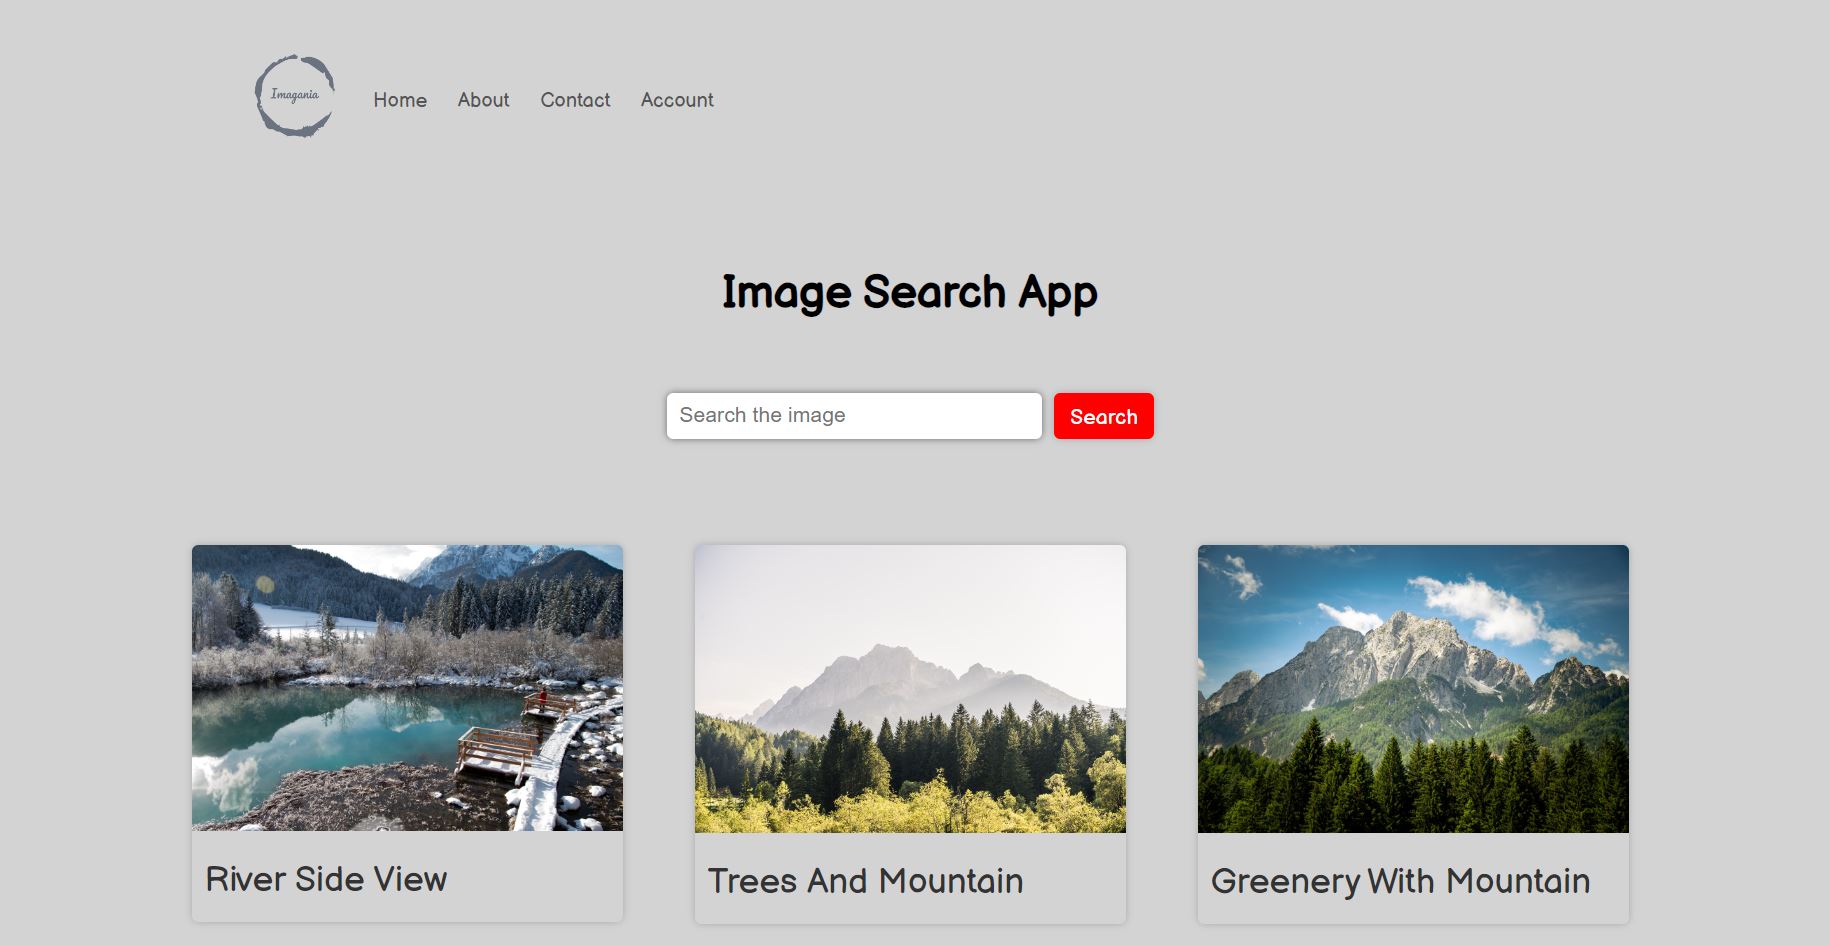 Imagania
Home About Contact Account
Image Search App
Search the image Search
River Side View
Trees And Mountain
Greenery With Mountain